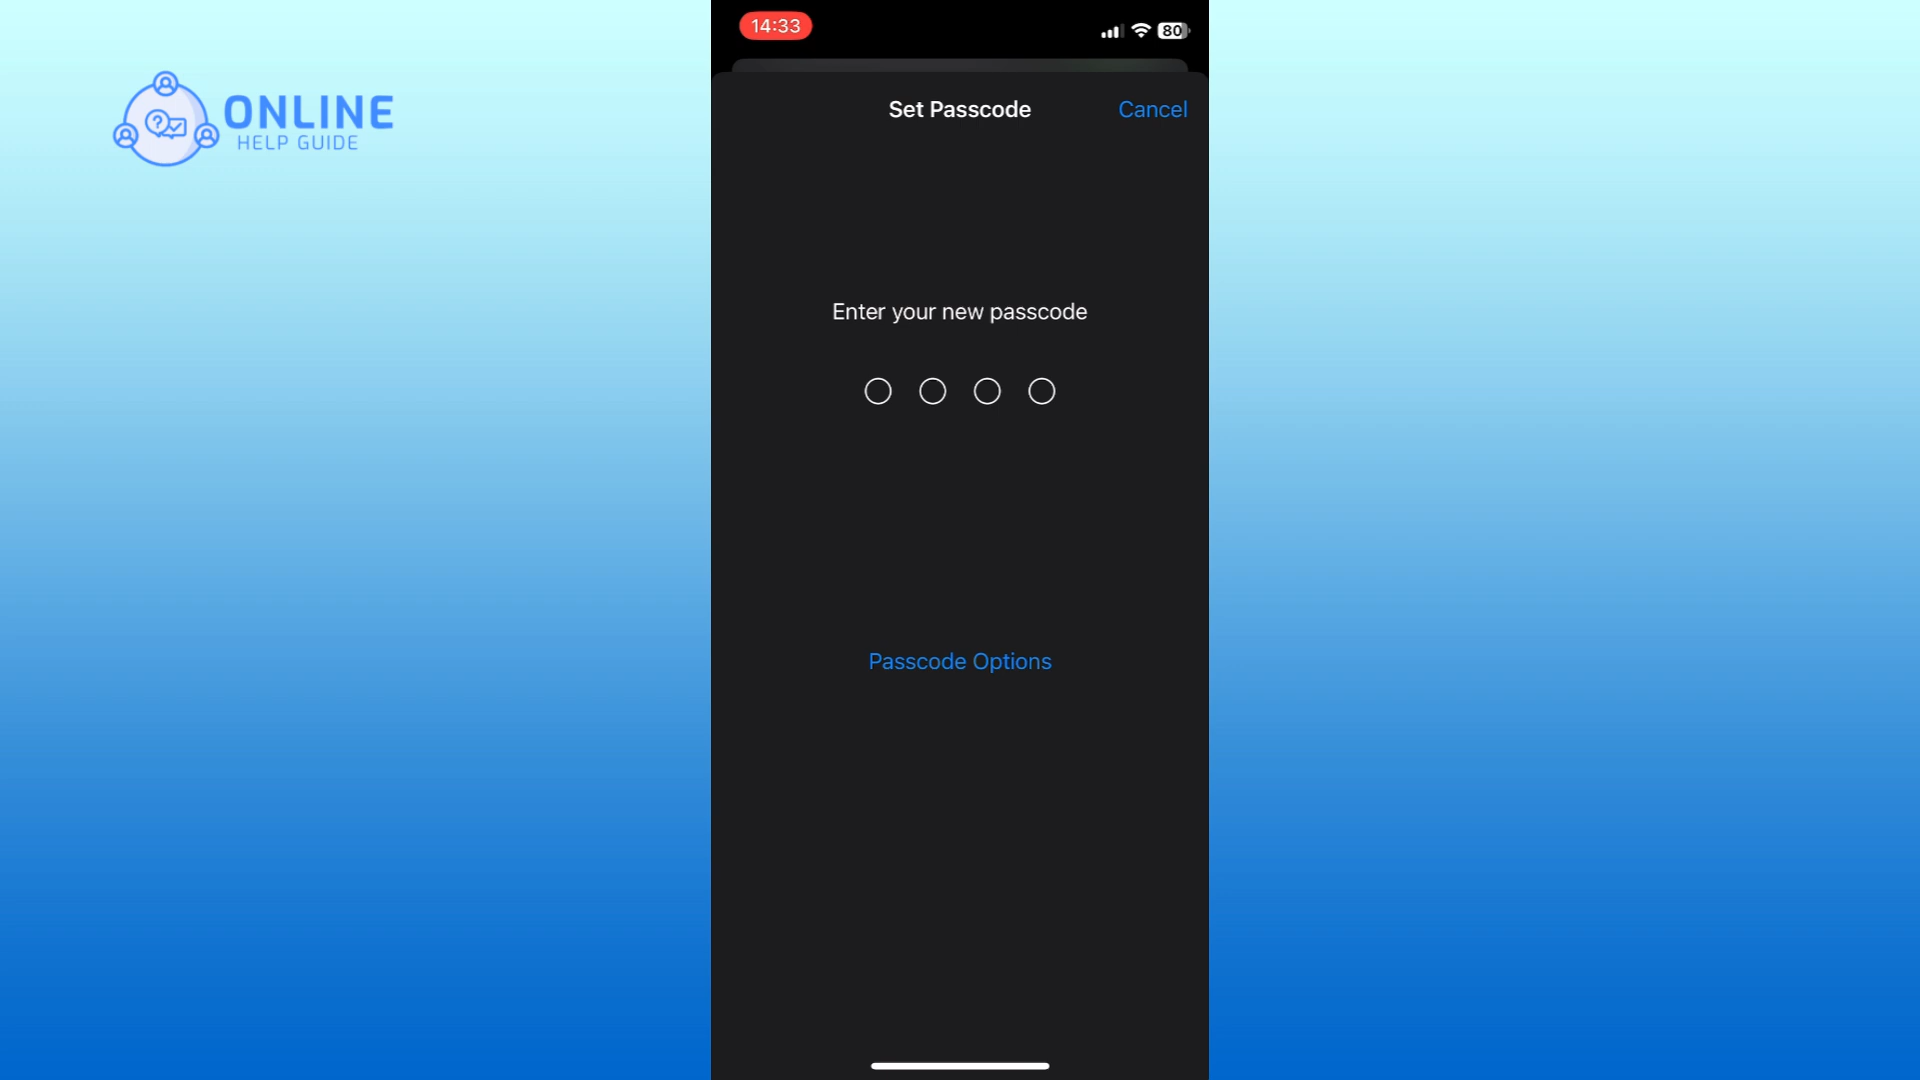 14:33
80
ONLINE
HELP GUIDE
Set Passcode
Cancel
Enter your new passcode
Passcode Options